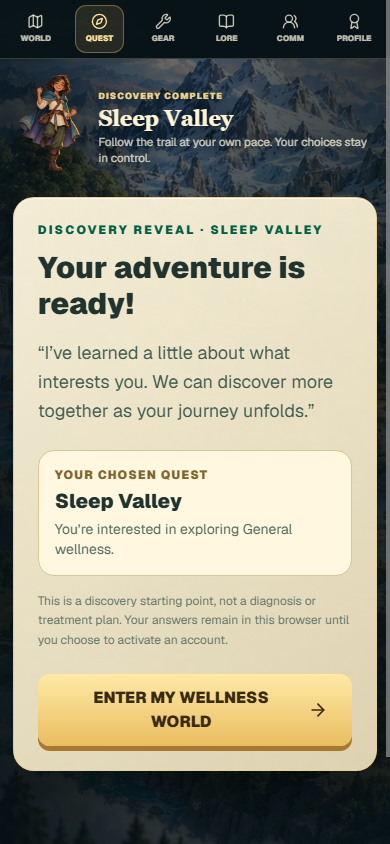 WORLD
QUEST
GEAR
LORE
COMM
PROFILE
DISCOVERY COMPLETE
Sleep Valley
Follow the trail at your own pace. Your choices stay
in control.
DISCOVERY REVEAL · SLEEP VALLEY
Your adventure is
ready!
“I’ve learned a little about what
interests you. We can discover more
together as your journey unfolds.”
YOUR CHOSEN QUEST
Sleep Valley
You’re interested in exploring General
wellness.
This is a discovery starting point, not a diagnosis or
treatment plan. Your answers remain in this browser until
you choose to activate an account.
ENTER MY WELLNESS
WORLD